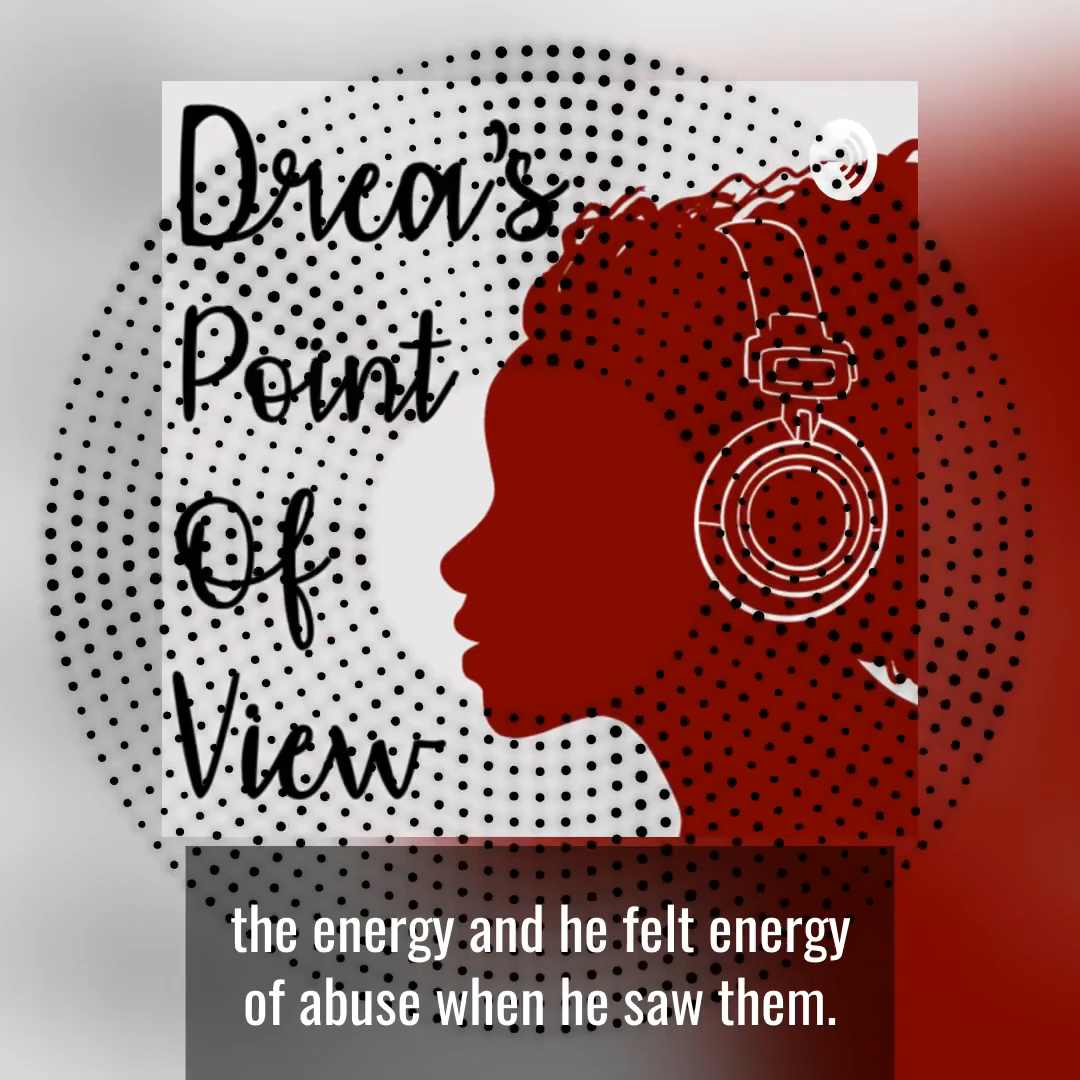 Drea's
Point
Of
View
the energy and he felt energy
of abuse when he saw them.